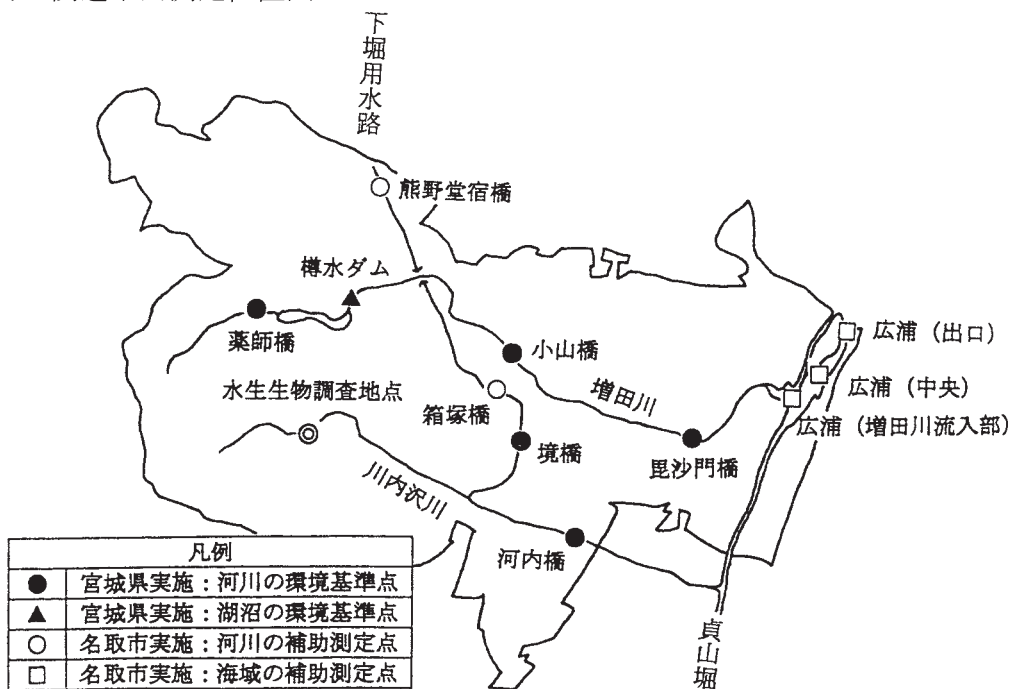 下堀用水路
熊野堂宿橋
樽水ダム
薬師橋
小山橋
広浦（出口）
広浦（中央）
広浦（増田川流入部）
水生生物調査地点
箱塚橋
増田川
境橋
毘沙門橋
川内沢川
河内橋
貞山堀
凡例
● 宮城県実施：河川の環境基準点
▲ 宮城県実施：湖沼の環境基準点
○ 名取市実施：河川の補助測定点
□ 名取市実施：海域の補助測定点